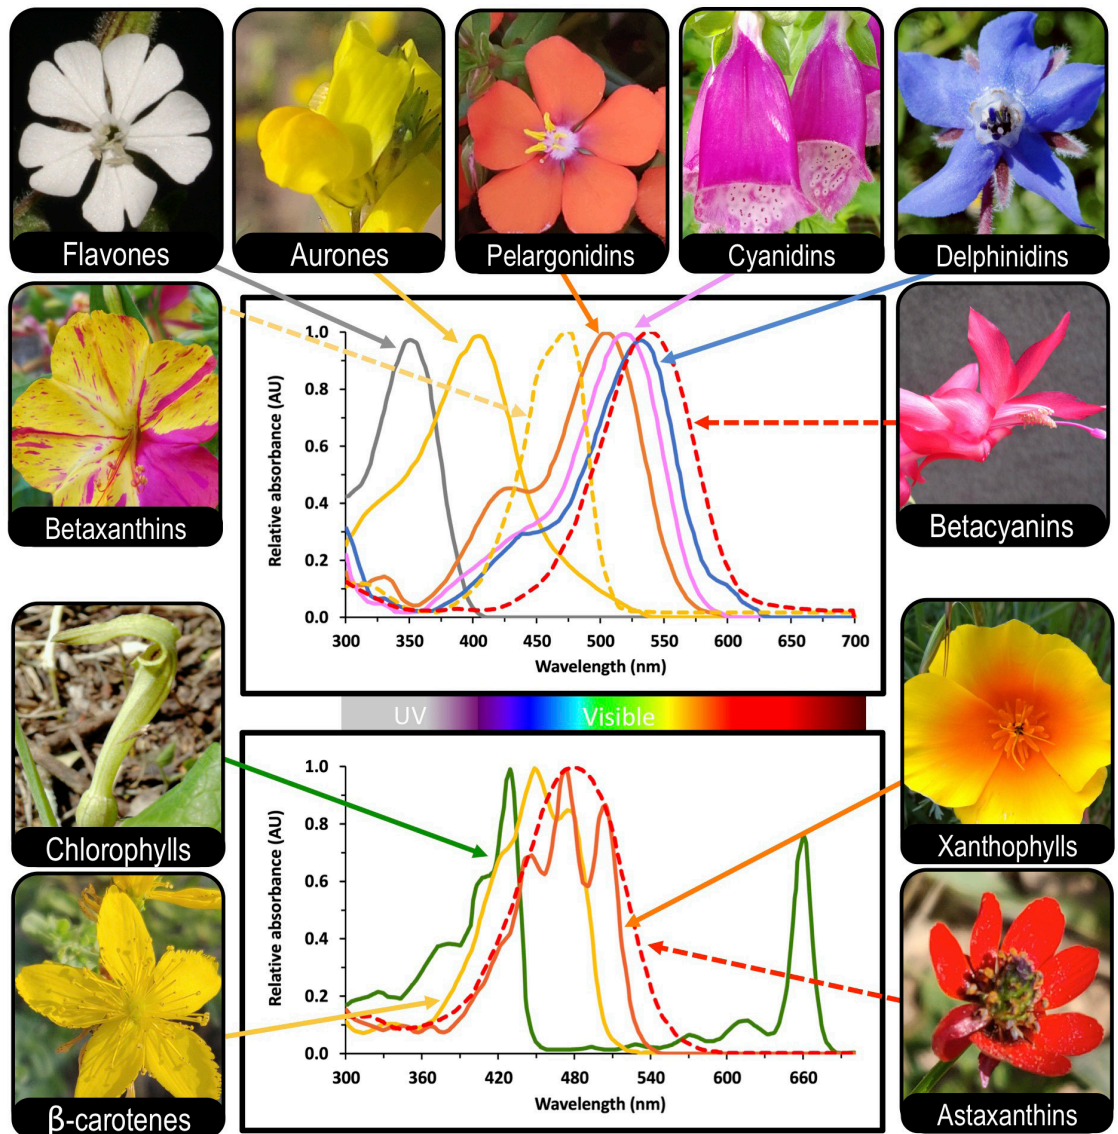 Flavones
Aurones
Pelargonidins
Cyanidins
Delphinidins
Betaxanthins
Betacyanins
Relative absorbance (AU)
1.0
0.8
0.6
0.4
0.2
0.0
300 350 400 450 500 550 600 650 700
Wavelength (nm)
UV Visible
Chlorophylls
Xanthophylls
Relative absorbance (AU)
1.0
0.8
0.6
0.4
0.2
0.0
300 360 420 480 540 600 660
Wavelength (nm)
β-carotenes
Astaxanthins